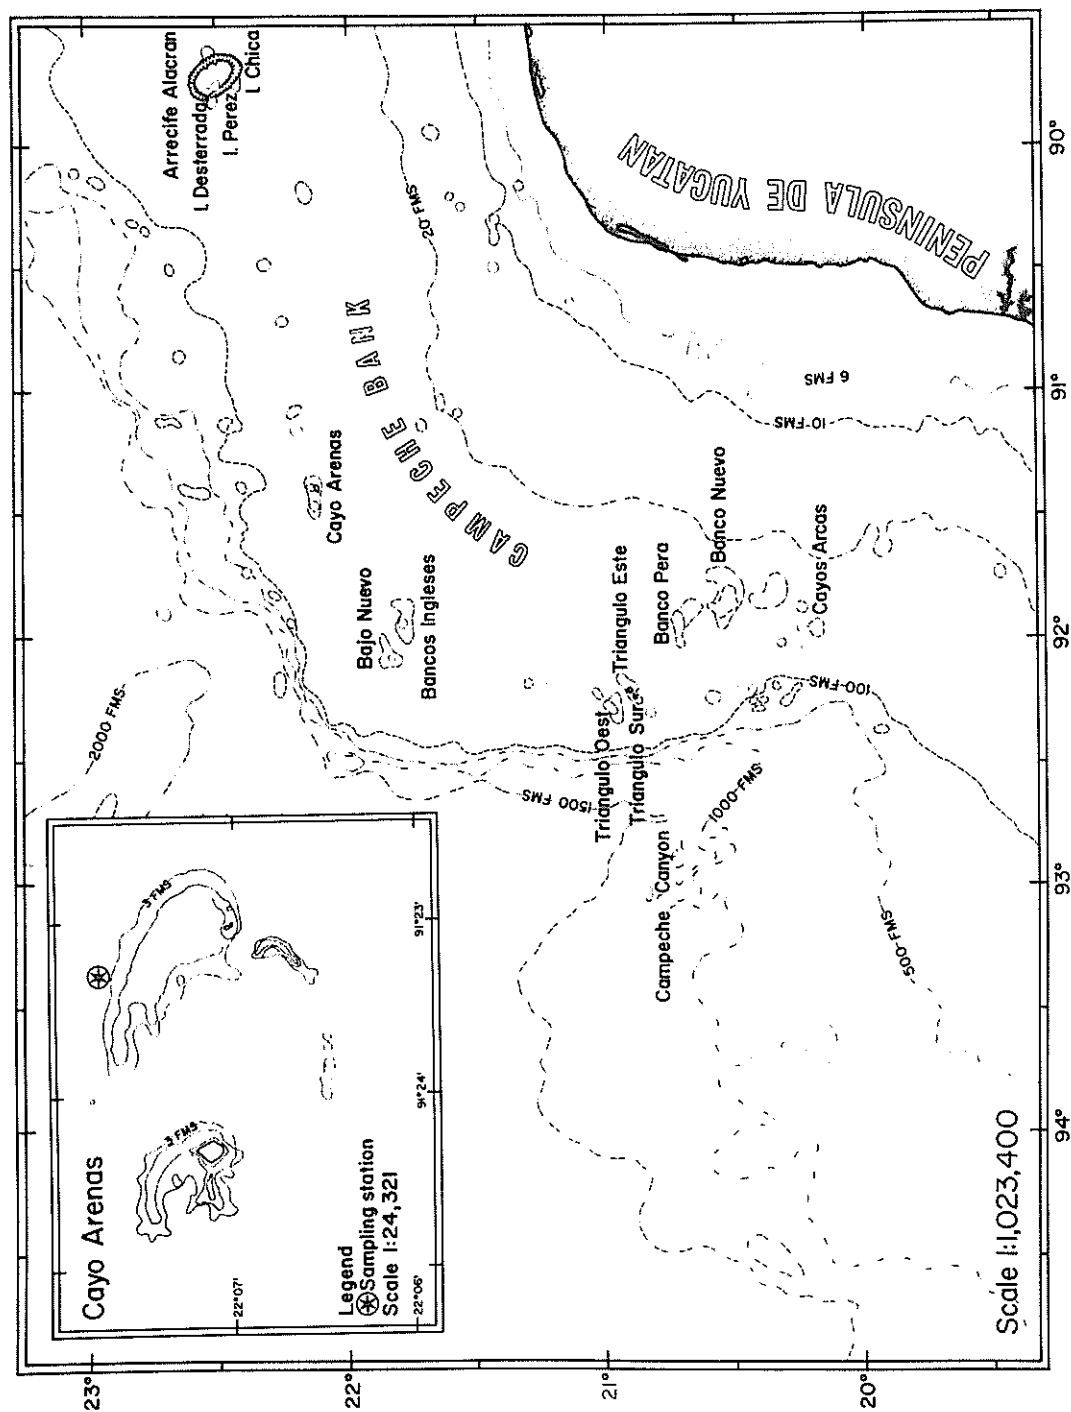 Cayo Arenas
3 FMS
3 FMS
22°07'
22°06'
91°24'
91°23'
Legend
Sampling station
Scale 1:24,321
2000 FMS
Arrecife Alacran
I. Desterrada
I. Perez
I. Chica
Cayo Arenas
Bajo Nuevo
Bancos Ingleses
CAMPECHE BANK
20 FMS
PENINSULA DE YUCATAN
6 FMS
10 FMS
Triangulo Oest
Triangulo Sur
Triangulo Este
Banco Pera
Banco Nuevo
Cayos Arcas
100 FMS
1500 FMS
1000 FMS
Campeche Canyon
500 FMS
Scale 1:1,023,400
23°
22°
21°
20°
94°
93°
92°
91°
90°